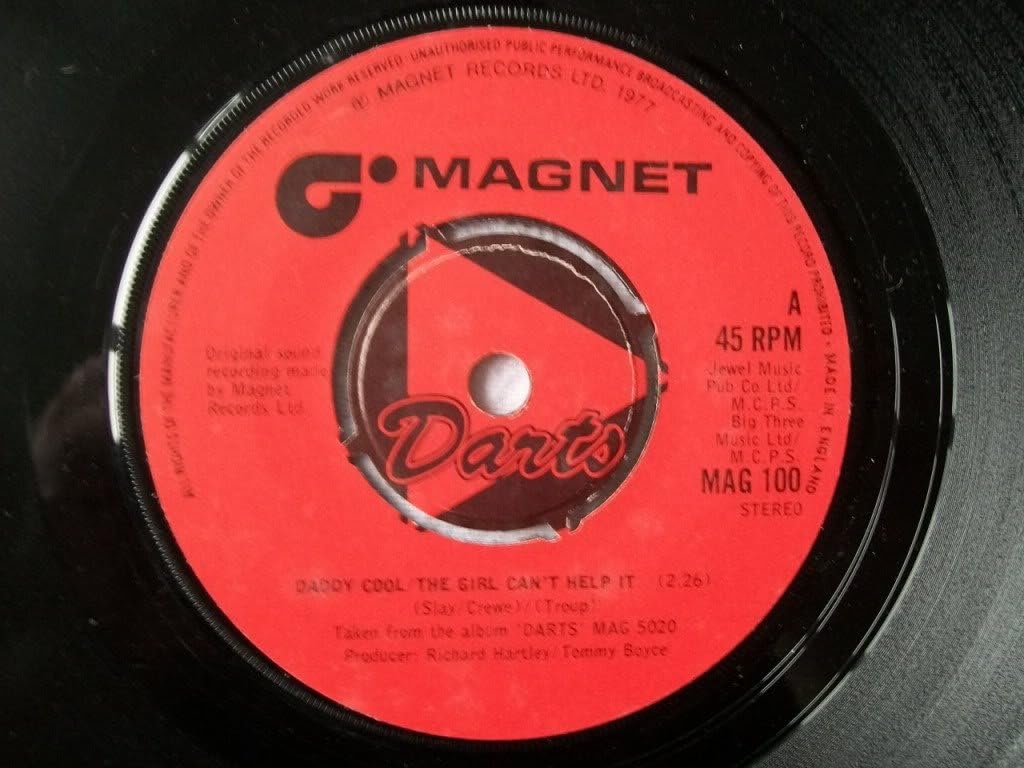 ALL RIGHTS OF THE MANUFACTURER AND OF THE OWNER OF THE RECORDED WORK RESERVED. UNAUTHORISED PUBLIC PERFORMANCE BROADCASTING AND COPYING OF THIS RECORD PROHIBITED • MADE IN ENGLAND
℗ MAGNET RECORDS LTD. 1977
MAGNET
A
45 RPM
Original sound
recording made
by Magnet
Records Ltd.
Jewel Music
Pub Co Ltd/
M.C.P.S.
Big Three
Music Ltd/
M.C.P.S.
MAG 100
STEREO
Darts
DADDY COOL/THE GIRL CAN'T HELP IT (2.26)
(Slay/Crewe)/(Troup)
Taken from the album 'DARTS' MAG 5020
Producer: Richard Hartley/Tommy Boyce